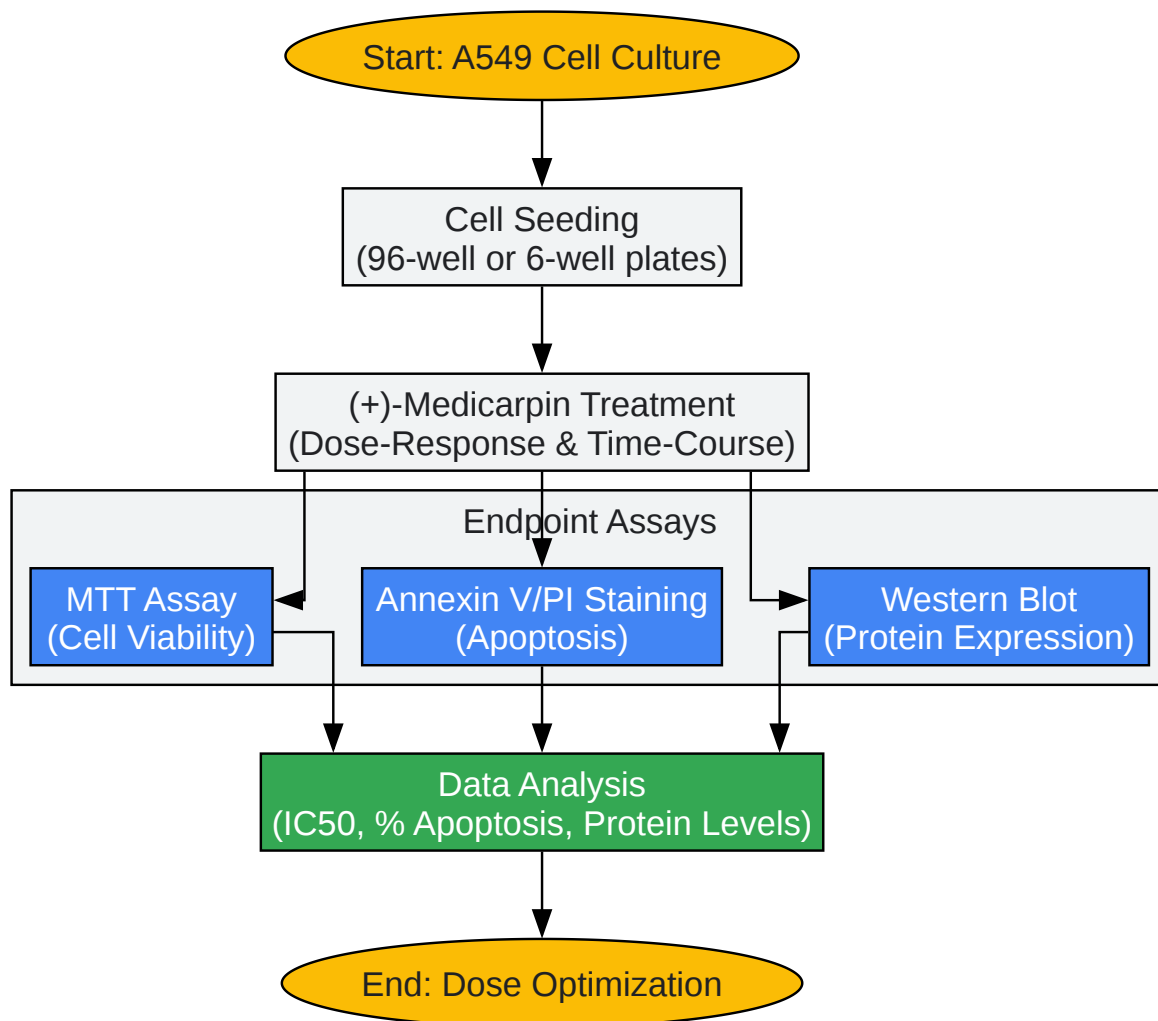 Start: A549 Cell Culture
Cell Seeding
(96-well or 6-well plates)
(+)-Medicarpin Treatment
(Dose-Response & Time-Course)
Endpoint Assays
MTT Assay
(Cell Viability)
Annexin V/PI Staining
(Apoptosis)
Western Blot
(Protein Expression)
Data Analysis
(IC50, % Apoptosis, Protein Levels)
End: Dose Optimization